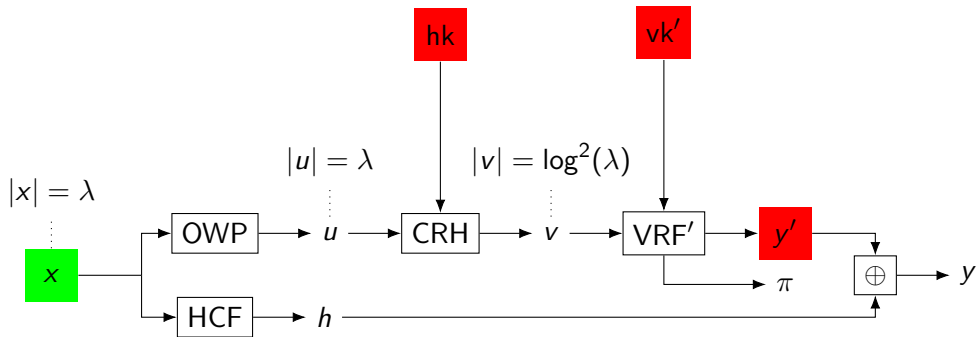 hk
vk′
|u| = λ
|v| = log²(λ)
|x| = λ
OWP
u
CRH
v
VRF′
y′
x
⊕
y
π
HCF
h